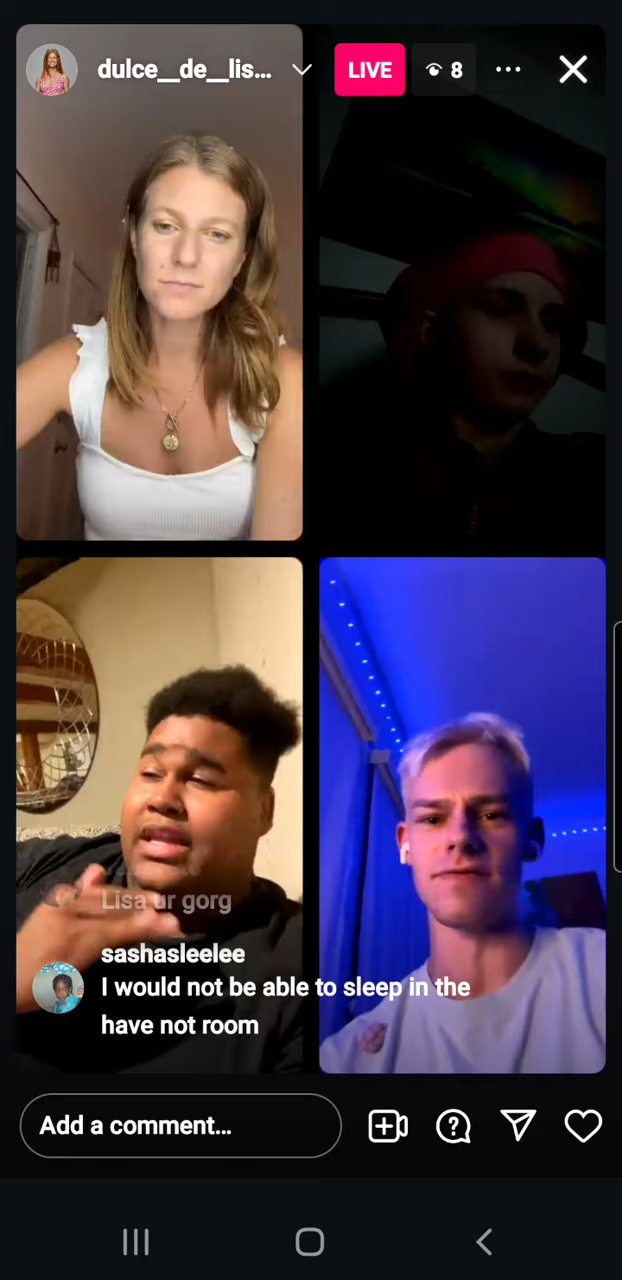 dulce__de__lis...
LIVE
8
Lisa ur gorg
sashasleelee
I would not be able to sleep in the
have not room
Add a comment...